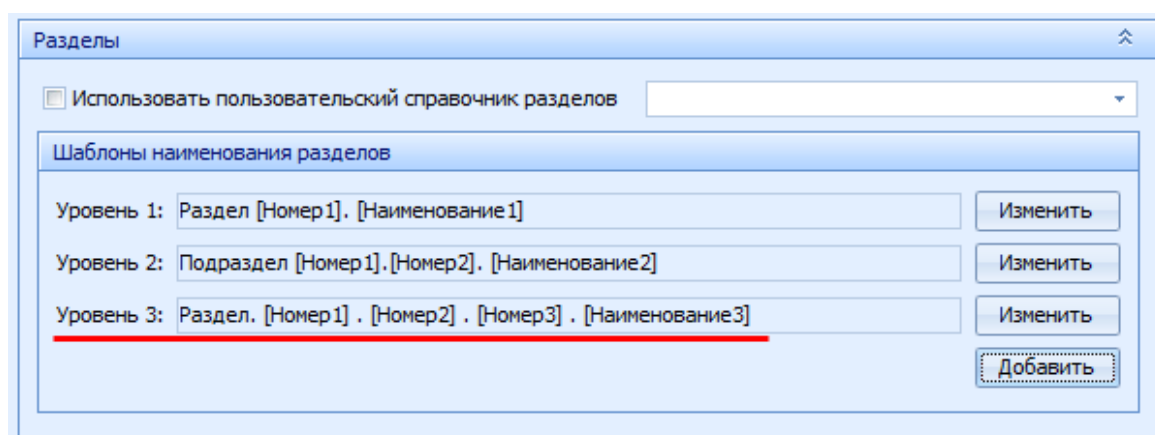 Разделы
Использовать пользовательский справочник разделов
Шаблоны наименования разделов
Уровень 1: Раздел [Номер1]. [Наименование1] Изменить
Уровень 2: Подраздел [Номер1].[Номер2]. [Наименование2] Изменить
Уровень 3: Раздел. [Номер1] . [Номер2] . [Номер3] . [Наименование3] Изменить
Добавить